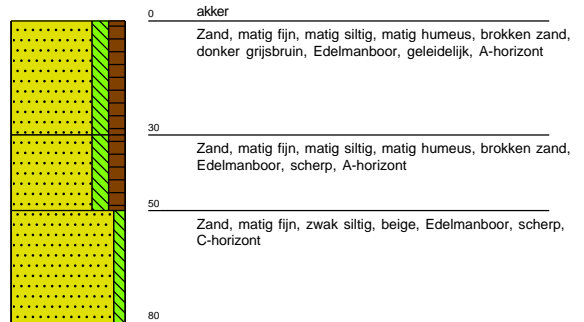 0 akker
Zand, matig fijn, matig siltig, matig humeus, brokken zand,
donker grijsbruin, Edelmanboor, geleidelijk, A-horizont
30
Zand, matig fijn, matig siltig, matig humeus, brokken zand,
Edelmanboor, scherp, A-horizont
50
Zand, matig fijn, zwak siltig, beige, Edelmanboor, scherp,
C-horizont
80